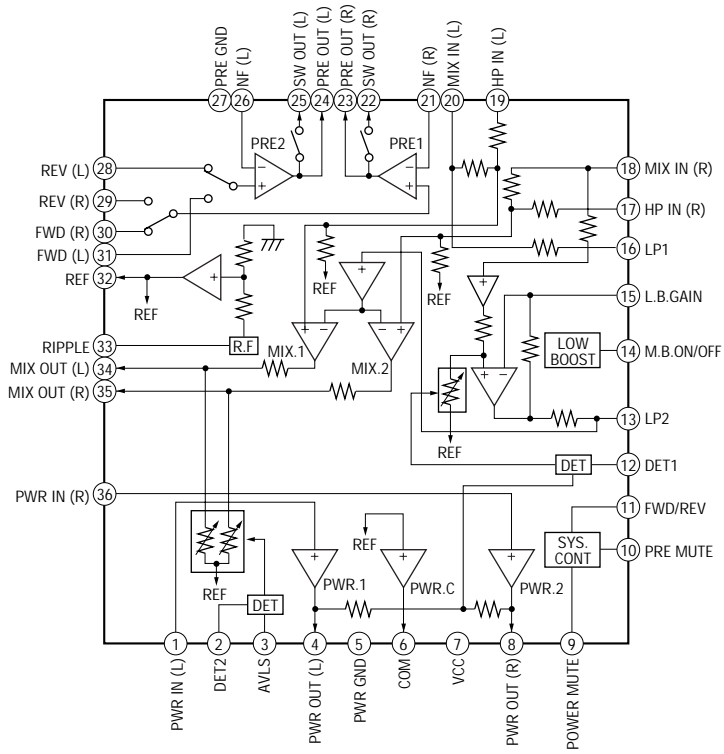 PRE GND
NF (L)
SW OUT (L)
PRE OUT (L)
PRE OUT (R)
SW OUT (R)
NF (R)
MIX IN (L)
HP IN (L)
27
26
25
24
23
22
21
20
19
PRE2
PRE1
REV (L) 28
REV (R) 29
FWD (R) 30
FWD (L) 31
REF 32
RIPPLE 33
MIX OUT (L) 34
MIX OUT (R) 35
PWR IN (R) 36
18 MIX IN (R)
17 HP IN (R)
16 LP1
15 L.B.GAIN
14 M.B.ON/OFF
13 LP2
12 DET1
11 FWD/REV
10 PRE MUTE
− +
− +
+
REF
R.F
REF
REF
+ −
− +
MIX.1
MIX.2
+ −
LOW
BOOST
REF
DET
SYS.
CONT
REF
+
+
+
REF
DET
PWR.1
PWR.C
PWR.2
1
2
3
4
5
6
7
8
9
PWR IN (L)
DET2
AVLS
PWR OUT (L)
PWR GND
COM
VCC
PWR OUT (R)
POWER MUTE